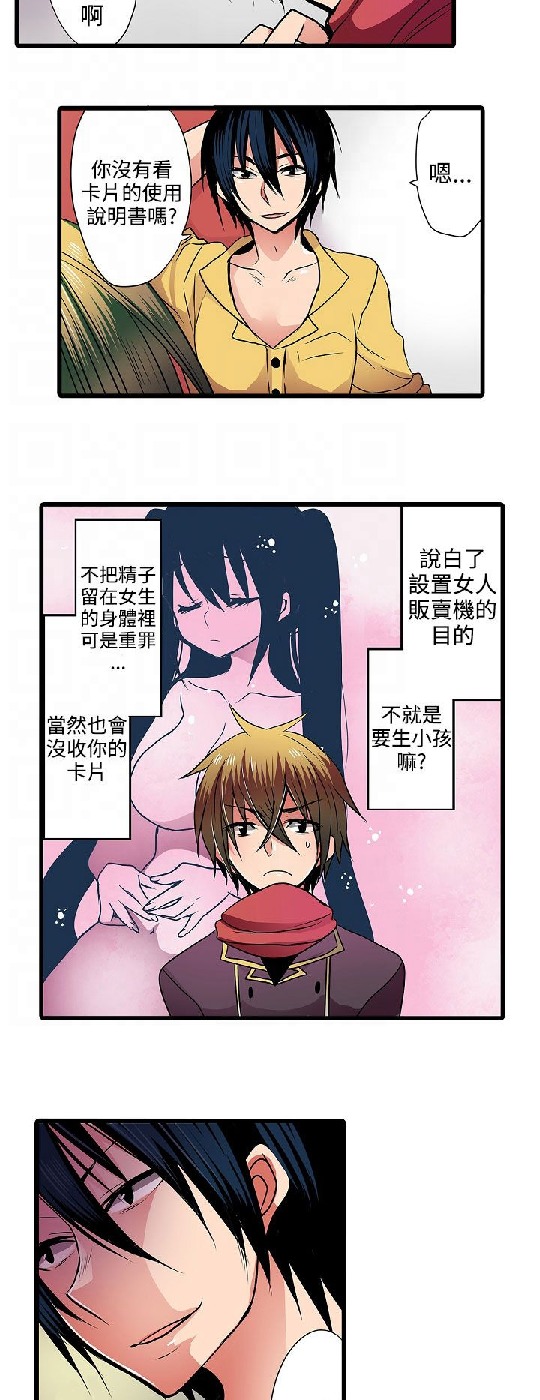 啊
嗯...
你沒有看
卡片的使用
說明書嗎?
說白了
設置女人
販賣機的
目的
不就是
要生小孩
嘛?
不把精子
留在女生
的身體裡
可是重罪
...
當然也會
沒收你的
卡片